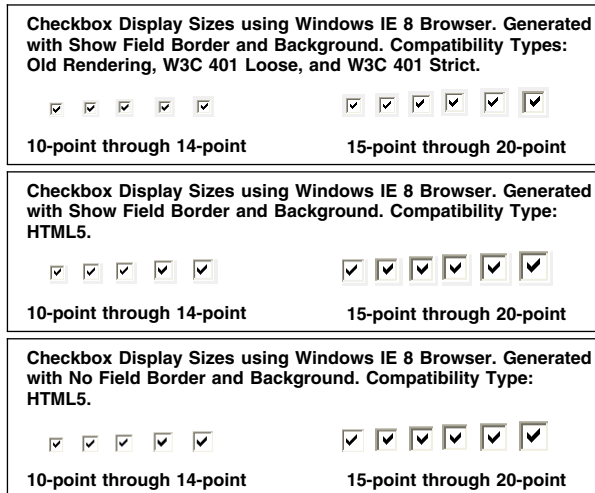 Checkbox Display Sizes using Windows IE 8 Browser. Generated
with Show Field Border and Background. Compatibility Types:
Old Rendering, W3C 401 Loose, and W3C 401 Strict.
10-point through 14-point 15-point through 20-point
Checkbox Display Sizes using Windows IE 8 Browser. Generated
with Show Field Border and Background. Compatibility Type:
HTML5.
10-point through 14-point 15-point through 20-point
Checkbox Display Sizes using Windows IE 8 Browser. Generated
with No Field Border and Background. Compatibility Type:
HTML5.
10-point through 14-point 15-point through 20-point